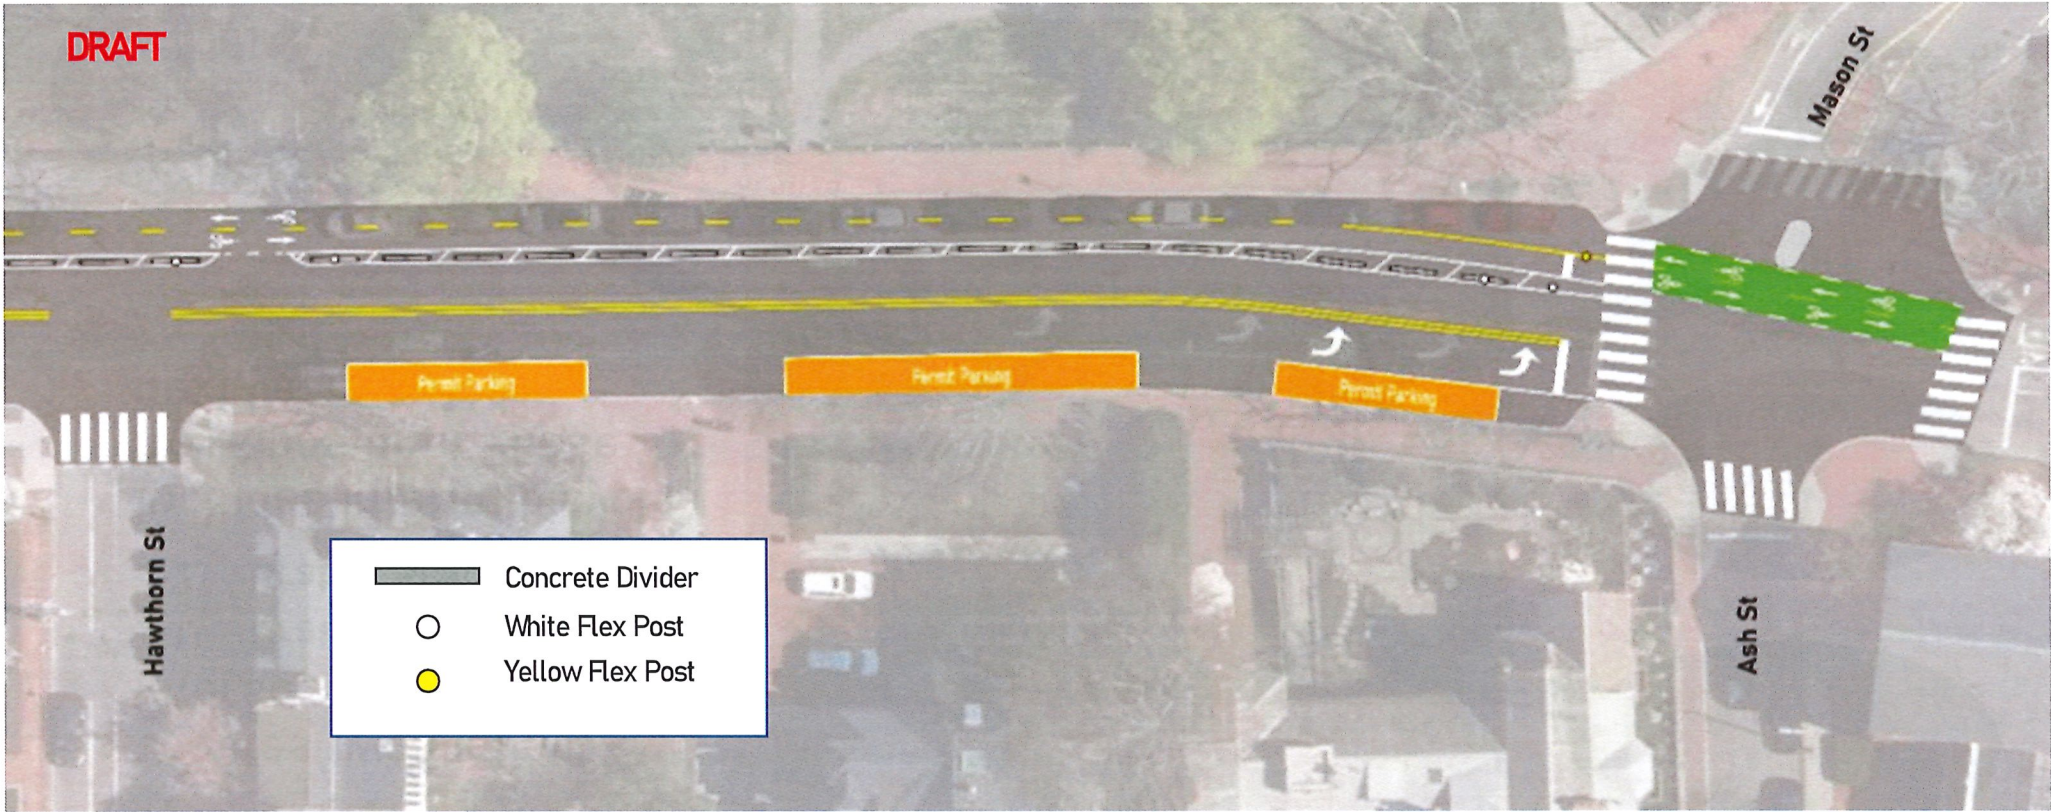 DRAFT
Mason St
Permit Parking
Permit Parking
Permit Parking
Hawthorn St
Ash St
Concrete Divider
White Flex Post
Yellow Flex Post